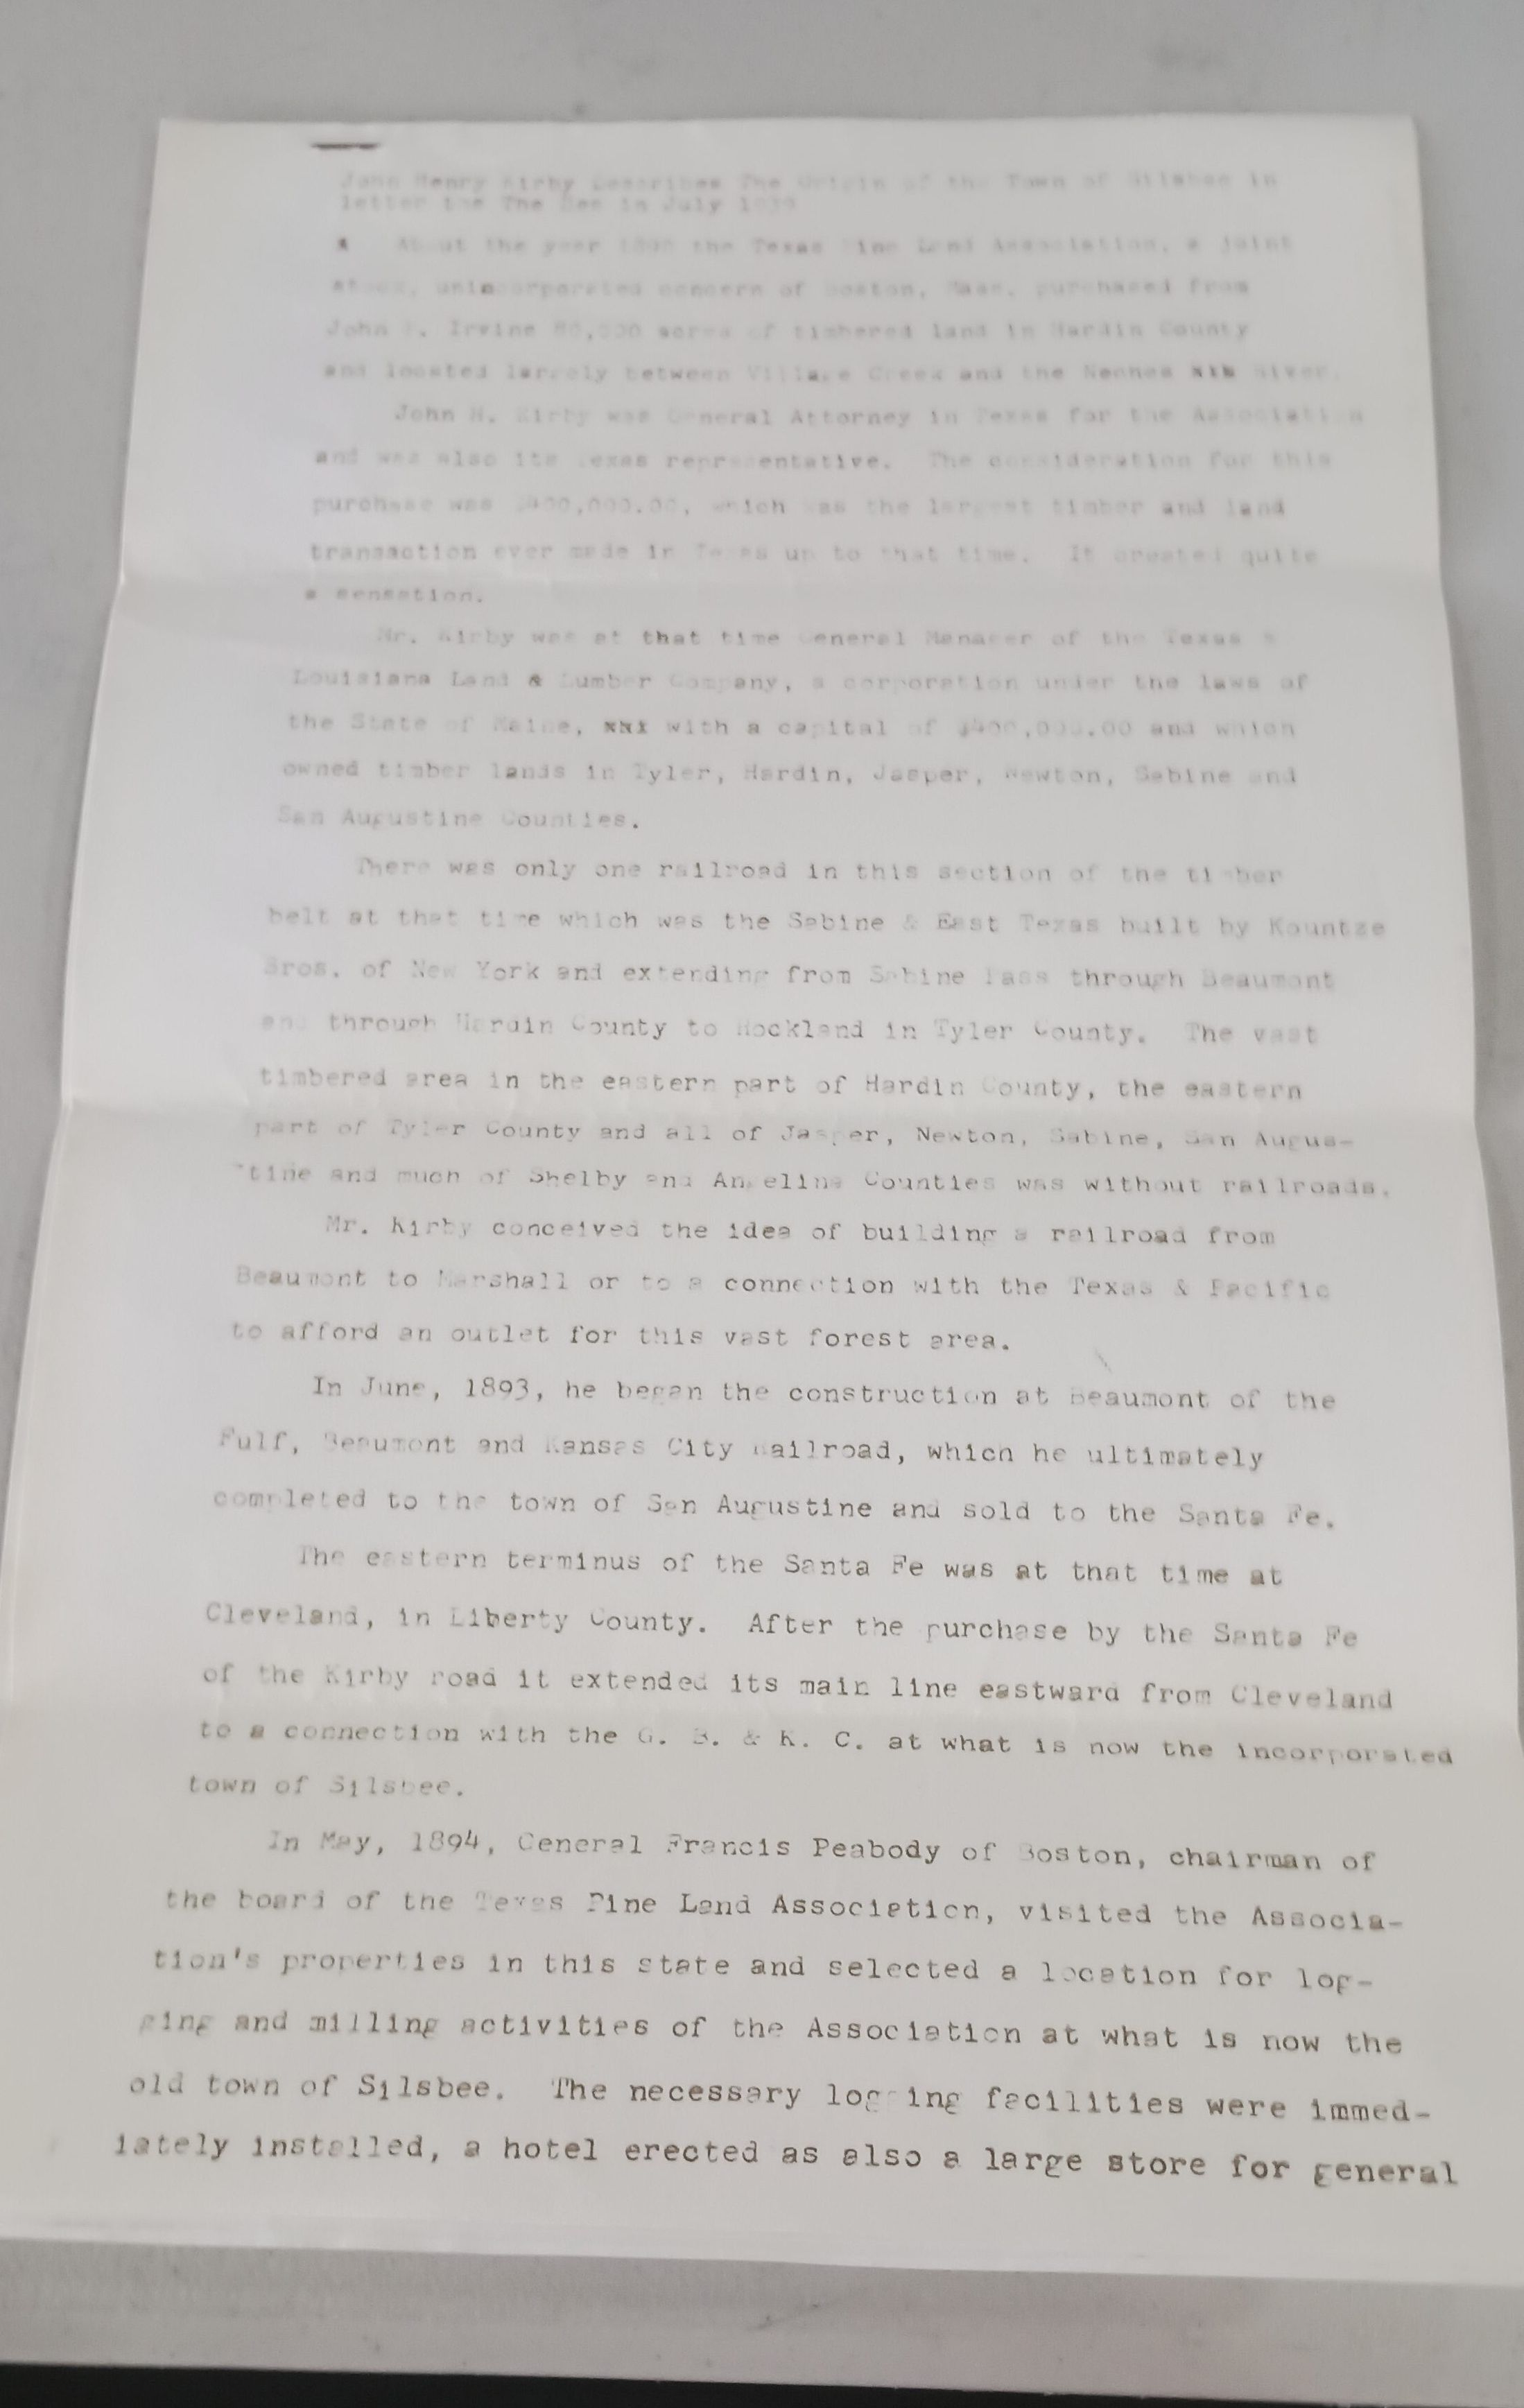 John Henry Kirby Describes The Origin of the Town of Silsbee in
letter the The Bee in July
About the year the Texas Pine Land Association, a joint
stock, unincorporated concern of Boston, Mass. purchased from
John Irvine acres of timbered land in Hardin County
and located largely between Village Creek and the Nennes xxx River.
John H. Kirby was General Attorney in Texas for the Association
and was also its Texas representative. The consideration for this
purchase was which was the largest timber and land
transaction ever made in Texas up to that time. It created quite
a sensation.
Mr. Kirby was at that time General Manager of the Texas &
Louisiana Land & Lumber Company, a corporation under the laws of
the State of Maine, xxx with a capital of and which
owned timber lands in Tyler, Hardin, Jasper, Newton, Sabine and
San Augustine Counties.
There was only one railroad in this section of the timber
belt at that time which was the Sabine & East Texas built by Kountze
Bros. of New York and extending from Sabine Pass through Beaumont
and through Hardin County to Rockland in Tyler County. The vast
timbered area in the eastern part of Hardin County, the eastern
part of Tyler County and all of Jasper, Newton, Sabine, San Augus-
tine and much of Shelby and Angelina Counties was without railroads.
Mr. Kirby conceived the idea of building a railroad from
Beaumont to Marshall or to a connection with the Texas & Pacific
to afford an outlet for this vast forest area.
In June, 1893, he began the construction at Beaumont of the
Fulf, Beaumont and Kansas City Railroad, which he ultimately
completed to the town of San Augustine and sold to the Santa Fe.
The eastern terminus of the Santa Fe was at that time at
Cleveland, in Liberty County. After the purchase by the Santa Fe
of the Kirby road it extended its main line eastward from Cleveland
to a connection with the G. B. & K. C. at what is now the incorporated
town of Silsbee.
In May, 1894, General Francis Peabody of Boston, chairman of
the board of the Texas Pine Land Association, visited the Associa-
tion's properties in this state and selected a location for log-
ging and milling activities of the Association at what is now the
old town of Silsbee. The necessary logging facilities were immed-
iately installed, a hotel erected as also a large store for general